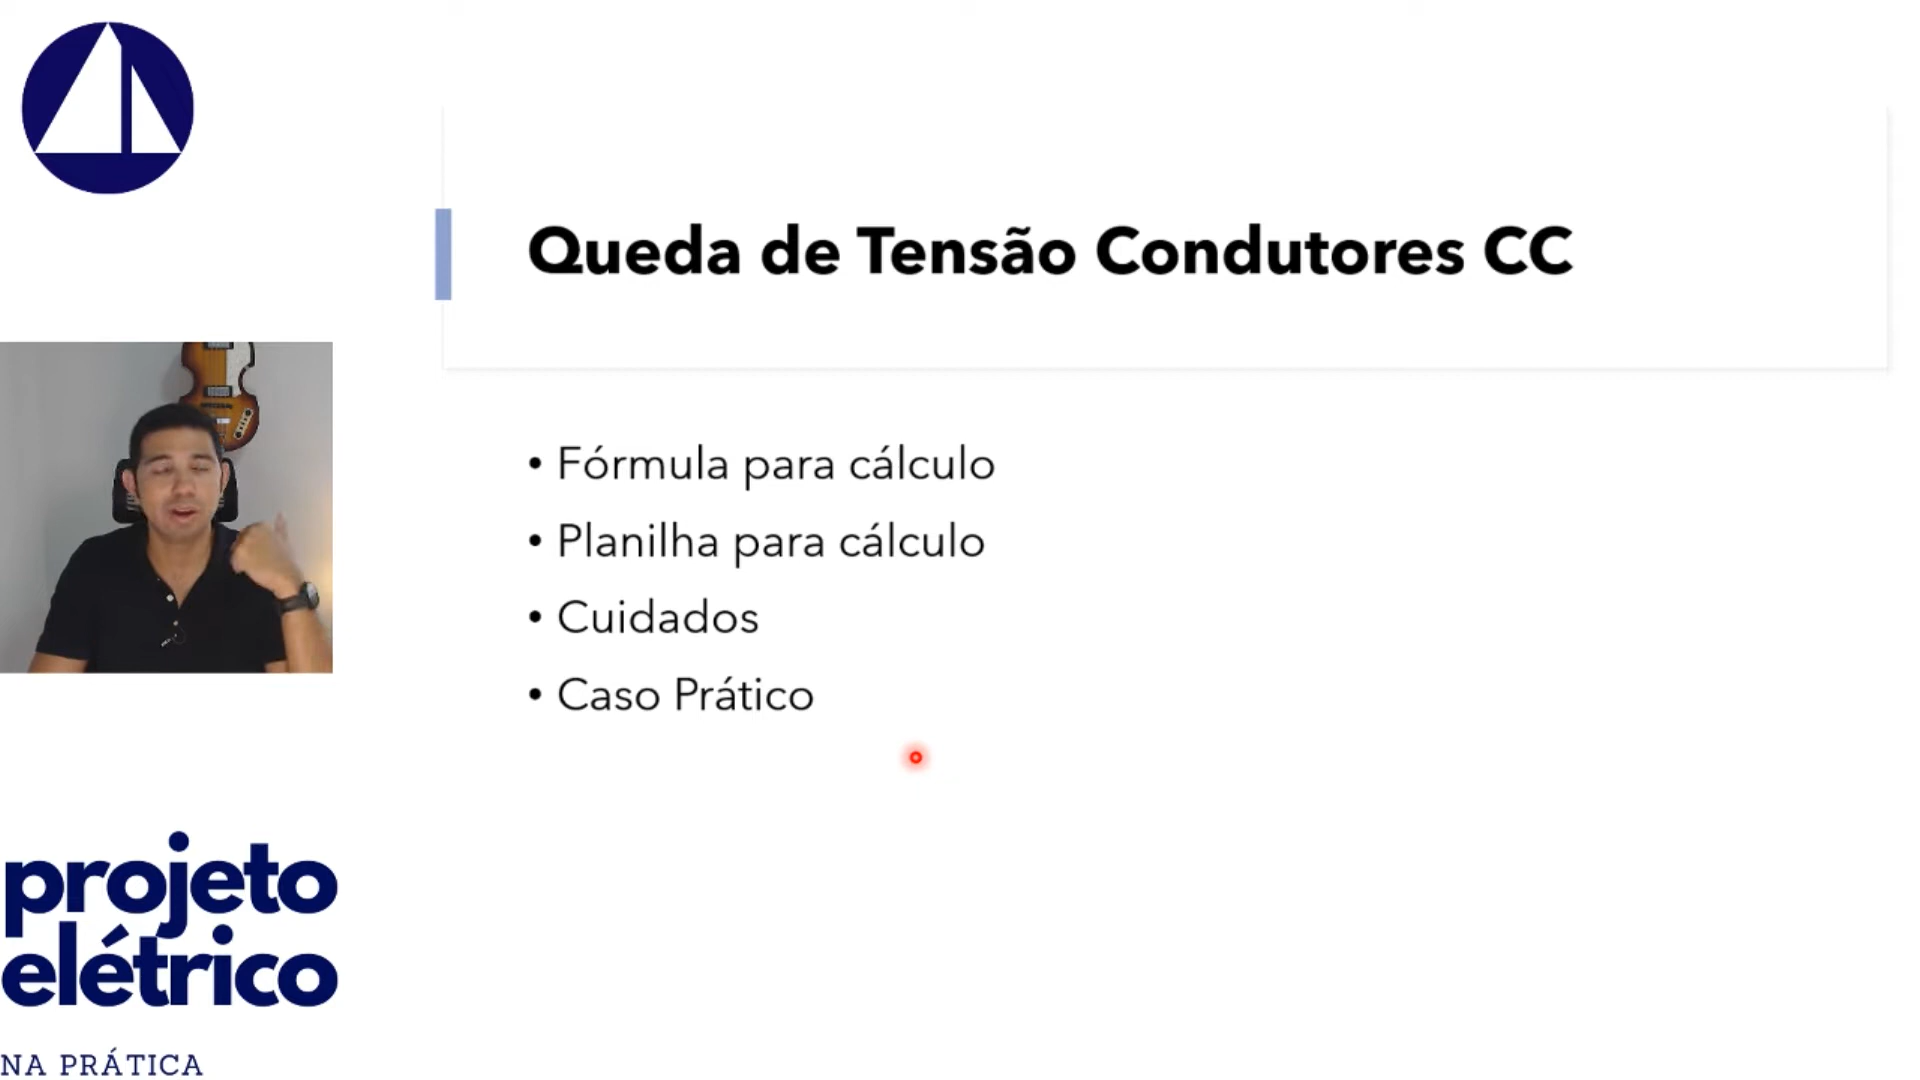 Queda de Tensão Condutores CC
• Fórmula para cálculo
• Planilha para cálculo
• Cuidados
• Caso Prático
projeto
elétrico
NA PRÁTICA